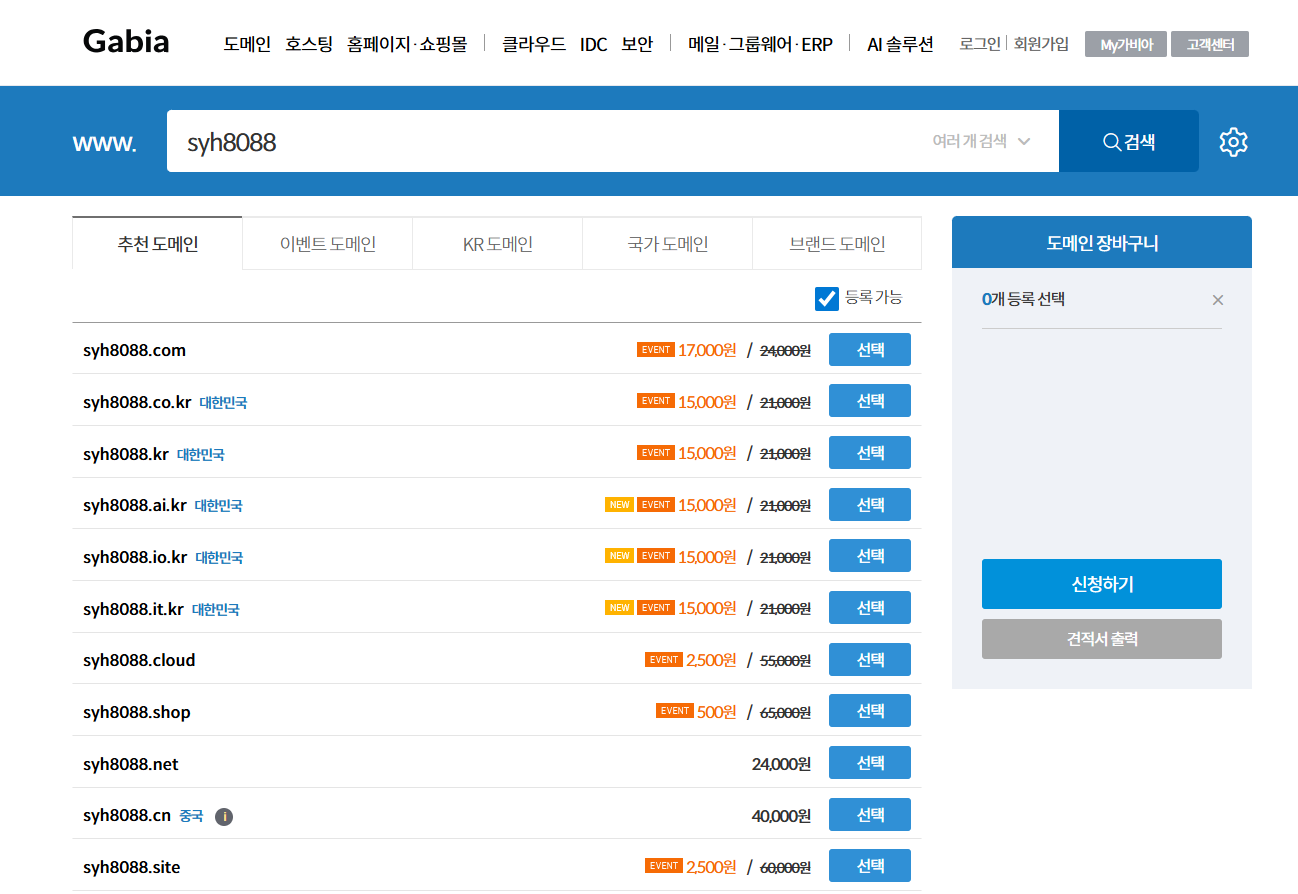 Gabia
도메인 호스팅 홈페이지·쇼핑몰 클라우드 IDC 보안 메일·그룹웨어·ERP AI 솔루션 로그인 회원가입 My가비아 고객센터
www. syh8088 여러 개 검색 검색
추천 도메인 이벤트 도메인 KR 도메인 국가 도메인 브랜드 도메인
등록 가능
syh8088.com EVENT 17,000원 / 24,000원 선택
syh8088.co.kr 대한민국 EVENT 15,000원 / 21,000원 선택
syh8088.kr 대한민국 EVENT 15,000원 / 21,000원 선택
syh8088.ai.kr 대한민국 NEW EVENT 15,000원 / 21,000원 선택
syh8088.io.kr 대한민국 NEW EVENT 15,000원 / 21,000원 선택
syh8088.it.kr 대한민국 NEW EVENT 15,000원 / 21,000원 선택
syh8088.cloud EVENT 2,500원 / 55,000원 선택
syh8088.shop EVENT 500원 / 65,000원 선택
syh8088.net 24,000원 선택
syh8088.cn 중국 i 40,000원 선택
syh8088.site EVENT 2,500원 / 60,000원 선택
도메인 장바구니
0개 등록 선택
신청하기
견적서 출력